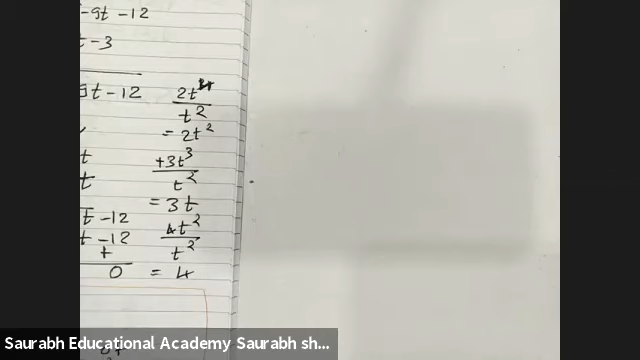 -9t -12
t -3
9t -12
2t⁴
t²
= 2t²
t
+3t³
t
t²
= 3t
t -12
4t²
t -12
t²
+
0 = 4
Saurabh Educational Academy Saurabh sh...